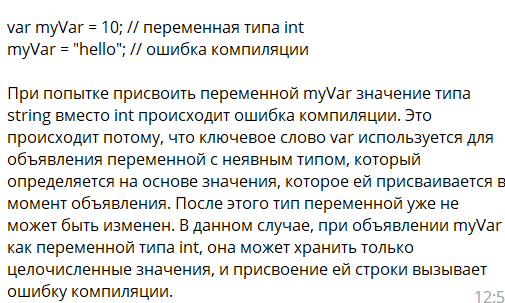 var myVar = 10; // переменная типа int
myVar = "hello"; // ошибка компиляции

При попытке присвоить переменной myVar значение типа
string вместо int происходит ошибка компиляции. Это
происходит потому, что ключевое слово var используется для
объявления переменной с неявным типом, который
определяется на основе значения, которое ей присваивается в
момент объявления. После этого тип переменной уже не
может быть изменен. В данном случае, при объявлении myVar
как переменной типа int, она может хранить только
целочисленные значения, и присвоение ей строки вызывает
ошибку компиляции.
12:5